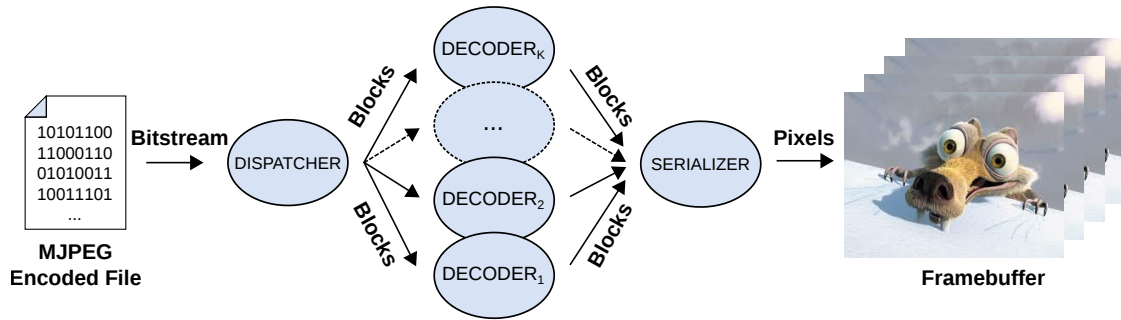 10101100
11000110
01010011
10011101
...
MJPEG
Encoded File
Bitstream
DISPATCHER
Blocks
Blocks
DECODERK
...
DECODER2
DECODER1
Blocks
Blocks
SERIALIZER
Pixels
Framebuffer